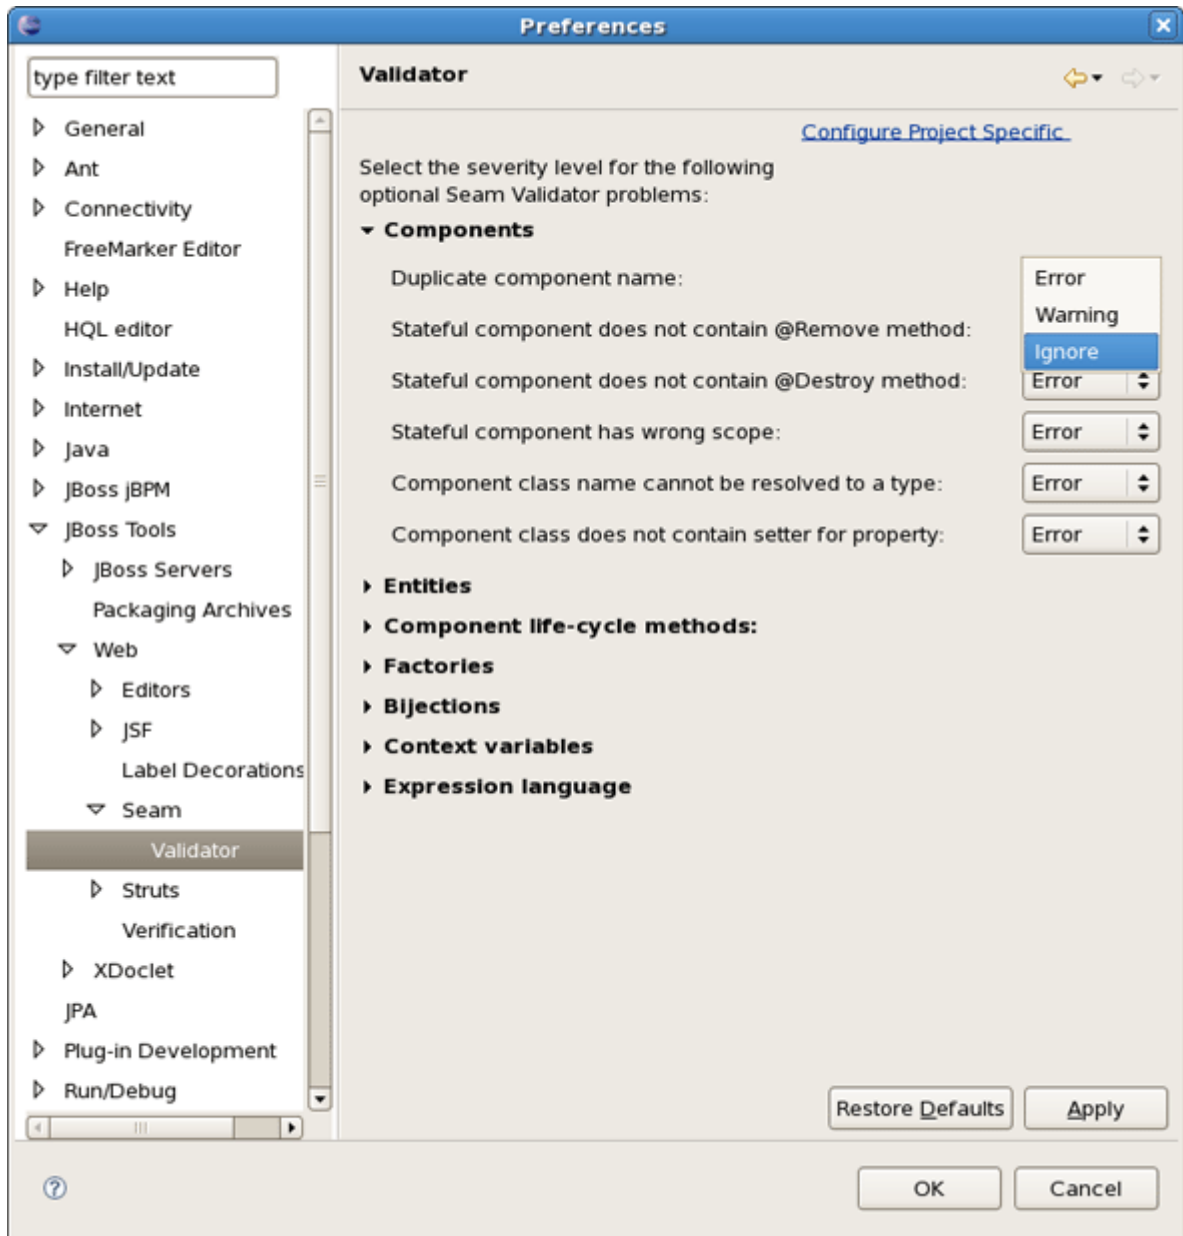 Preferences
type filter text
General
Ant
Connectivity
FreeMarker Editor
Help
HQL editor
Install/Update
Internet
Java
JBoss jBPM
JBoss Tools
JBoss Servers
Packaging Archives
Web
Editors
JSF
Label Decorations
Seam
Validator
Struts
Verification
XDoclet
JPA
Plug-in Development
Run/Debug
Validator
Configure Project Specific
Select the severity level for the following
optional Seam Validator problems:
Components
Duplicate component name:
Error
Warning
Ignore
Stateful component does not contain @Remove method:
Stateful component does not contain @Destroy method: Error
Stateful component has wrong scope: Error
Component class name cannot be resolved to a type: Error
Component class does not contain setter for property: Error
Entities
Component life-cycle methods:
Factories
Bijections
Context variables
Expression language
Restore Defaults Apply
? OK Cancel